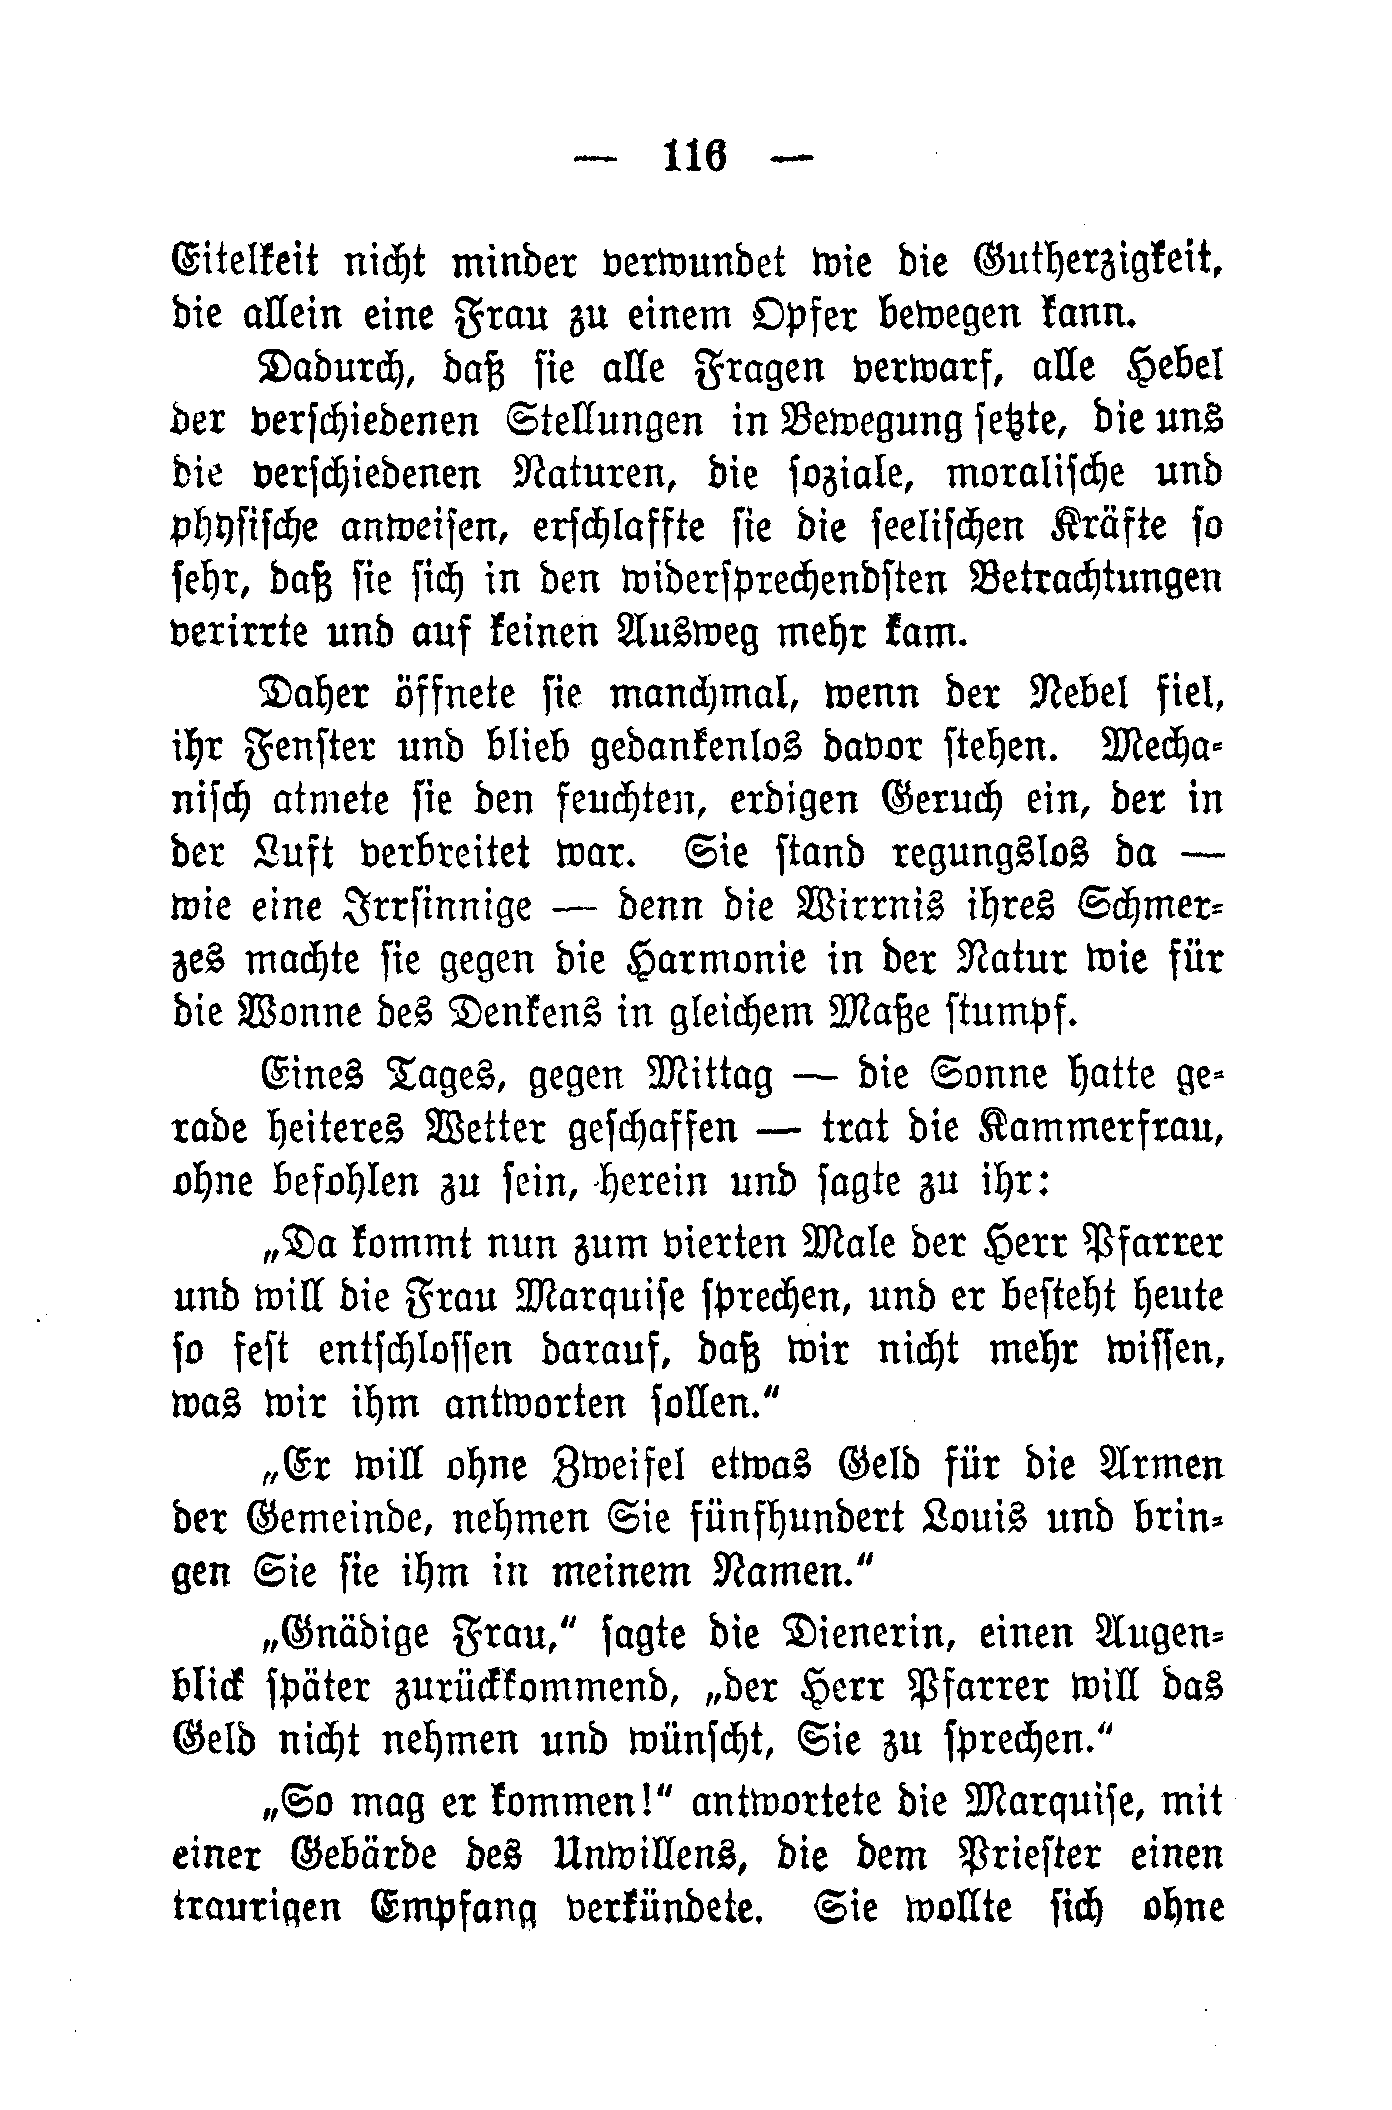 — 116 —
Eitelkeit nicht minder verwundet wie die Gutherzigkeit,
die allein eine Frau zu einem Opfer bewegen kann.
Dadurch, daß sie alle Fragen verwarf, alle Hebel
der verschiedenen Stellungen in Bewegung setzte, die uns
die verschiedenen Naturen, die soziale, moralische und
physische anweisen, erschlaffte sie die seelischen Kräfte so
sehr, daß sie sich in den widersprechendsten Betrachtungen
verirrte und auf keinen Ausweg mehr kam.
Daher öffnete sie manchmal, wenn der Nebel fiel,
ihr Fenster und blieb gedankenlos davor stehen. Mecha-
nisch atmete sie den feuchten, erdigen Geruch ein, der in
der Luft verbreitet war. Sie stand regungslos da —
wie eine Irrsinnige — denn die Wirrnis ihres Schmer-
zes machte sie gegen die Harmonie in der Natur wie für
die Wonne des Denkens in gleichem Maße stumpf.
Eines Tages, gegen Mittag — die Sonne hatte ge-
rade heiteres Wetter geschaffen — trat die Kammerfrau,
ohne befohlen zu sein, herein und sagte zu ihr:
„Da kommt nun zum vierten Male der Herr Pfarrer
und will die Frau Marquise sprechen, und er besteht heute
so fest entschlossen darauf, daß wir nicht mehr wissen,
was wir ihm antworten sollen.“
„Er will ohne Zweifel etwas Geld für die Armen
der Gemeinde, nehmen Sie fünfhundert Louis und brin-
gen Sie sie ihm in meinem Namen.“
„Gnädige Frau,“ sagte die Dienerin, einen Augen-
blick später zurückkommend, „der Herr Pfarrer will das
Geld nicht nehmen und wünscht, Sie zu sprechen.“
„So mag er kommen!“ antwortete die Marquise, mit
einer Gebärde des Unwillens, die dem Priester einen
traurigen Empfang verkündete. Sie wollte sich ohne